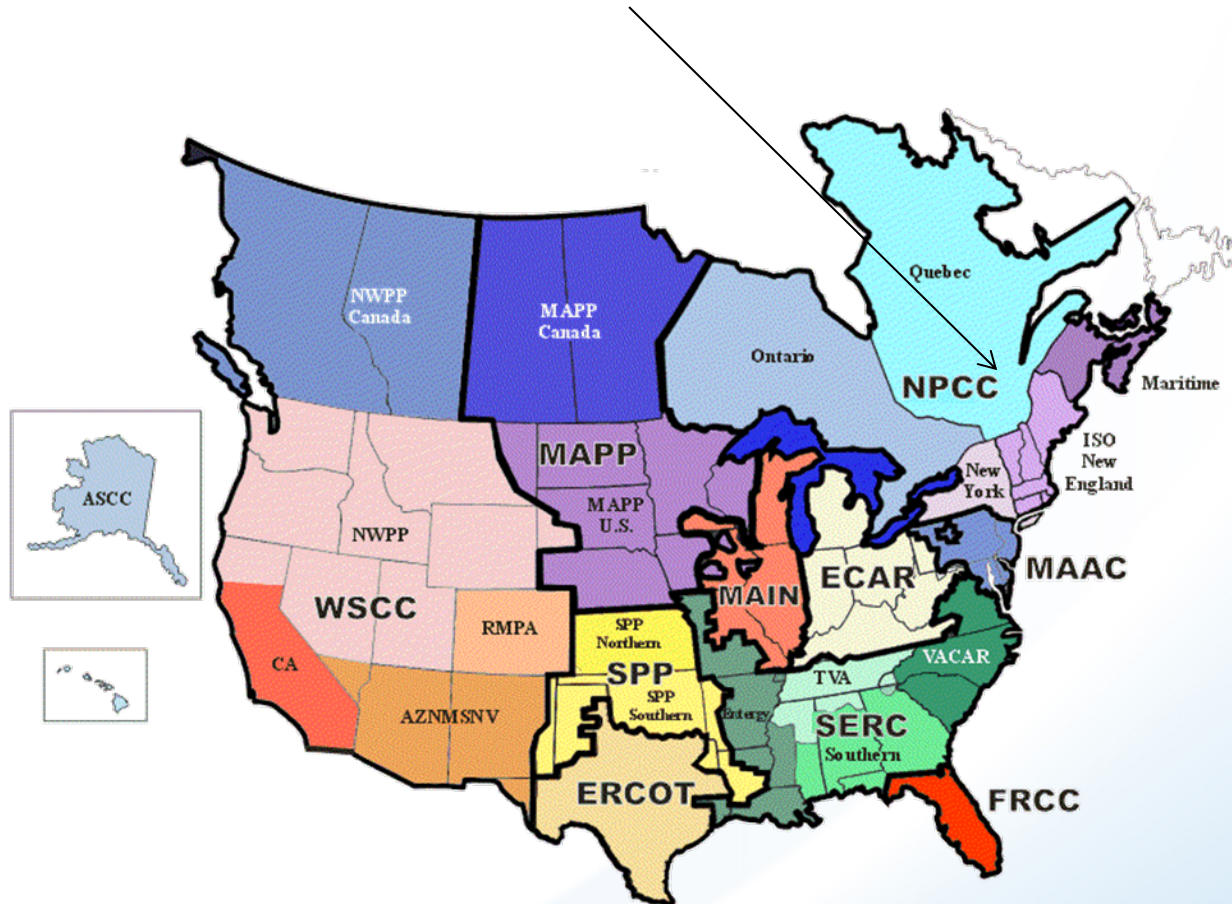 Quebec
NWPP
Canada
MAPP
Canada
Ontario
NPCC
Maritime
ISO
New
England
New
York
MAPP
MAPP
U.S.
ASCC
NWPP
MAAC
ECAR
MAIN
WSCC
RMPA
SPP
Northern
SPP
SPP
Southern
CA
VACAR
TVA
AZNMSNV
Entergy
SERC
Southern
ERCOT
FRCC